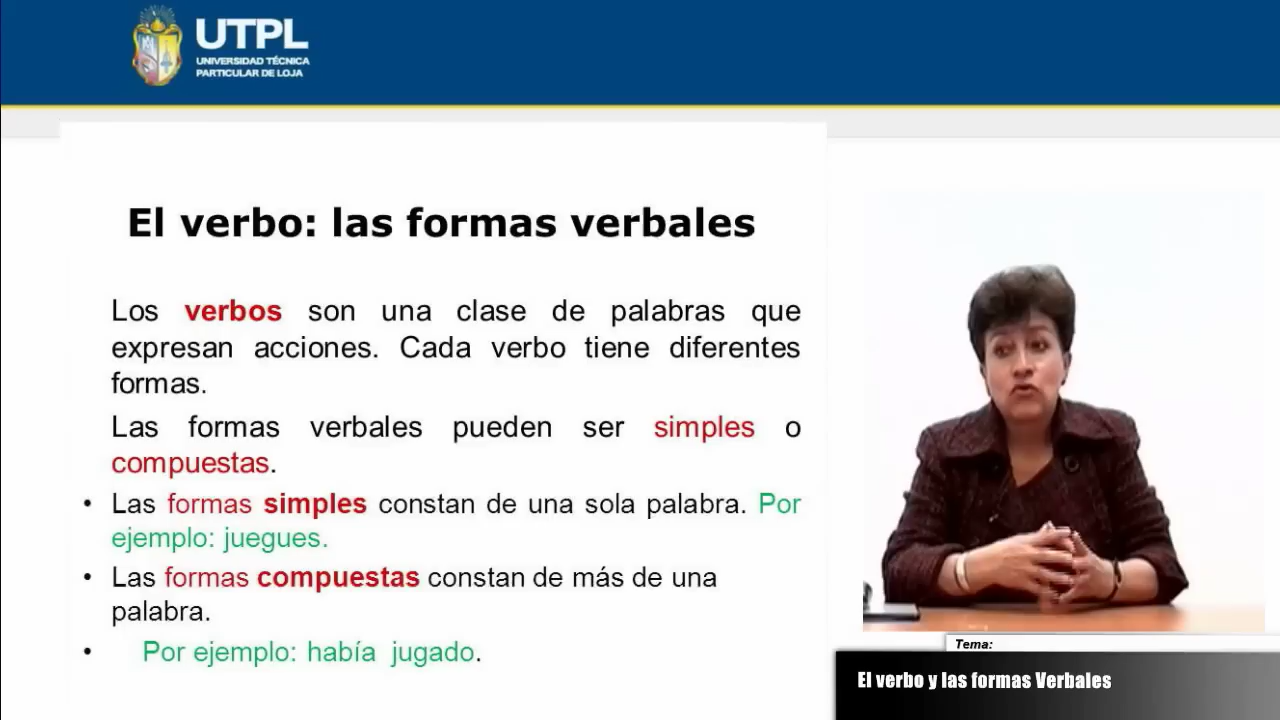 UTPL
UNIVERSIDAD TÉCNICA
PARTICULAR DE LOJA
El verbo: las formas verbales
Los verbos son una clase de palabras que
expresan acciones. Cada verbo tiene diferentes
formas.
Las formas verbales pueden ser simples o
compuestas.
• Las formas simples constan de una sola palabra. Por
ejemplo: juegues.
• Las formas compuestas constan de más de una
palabra.
• Por ejemplo: había jugado.
Tema:
El verbo y las formas Verbales